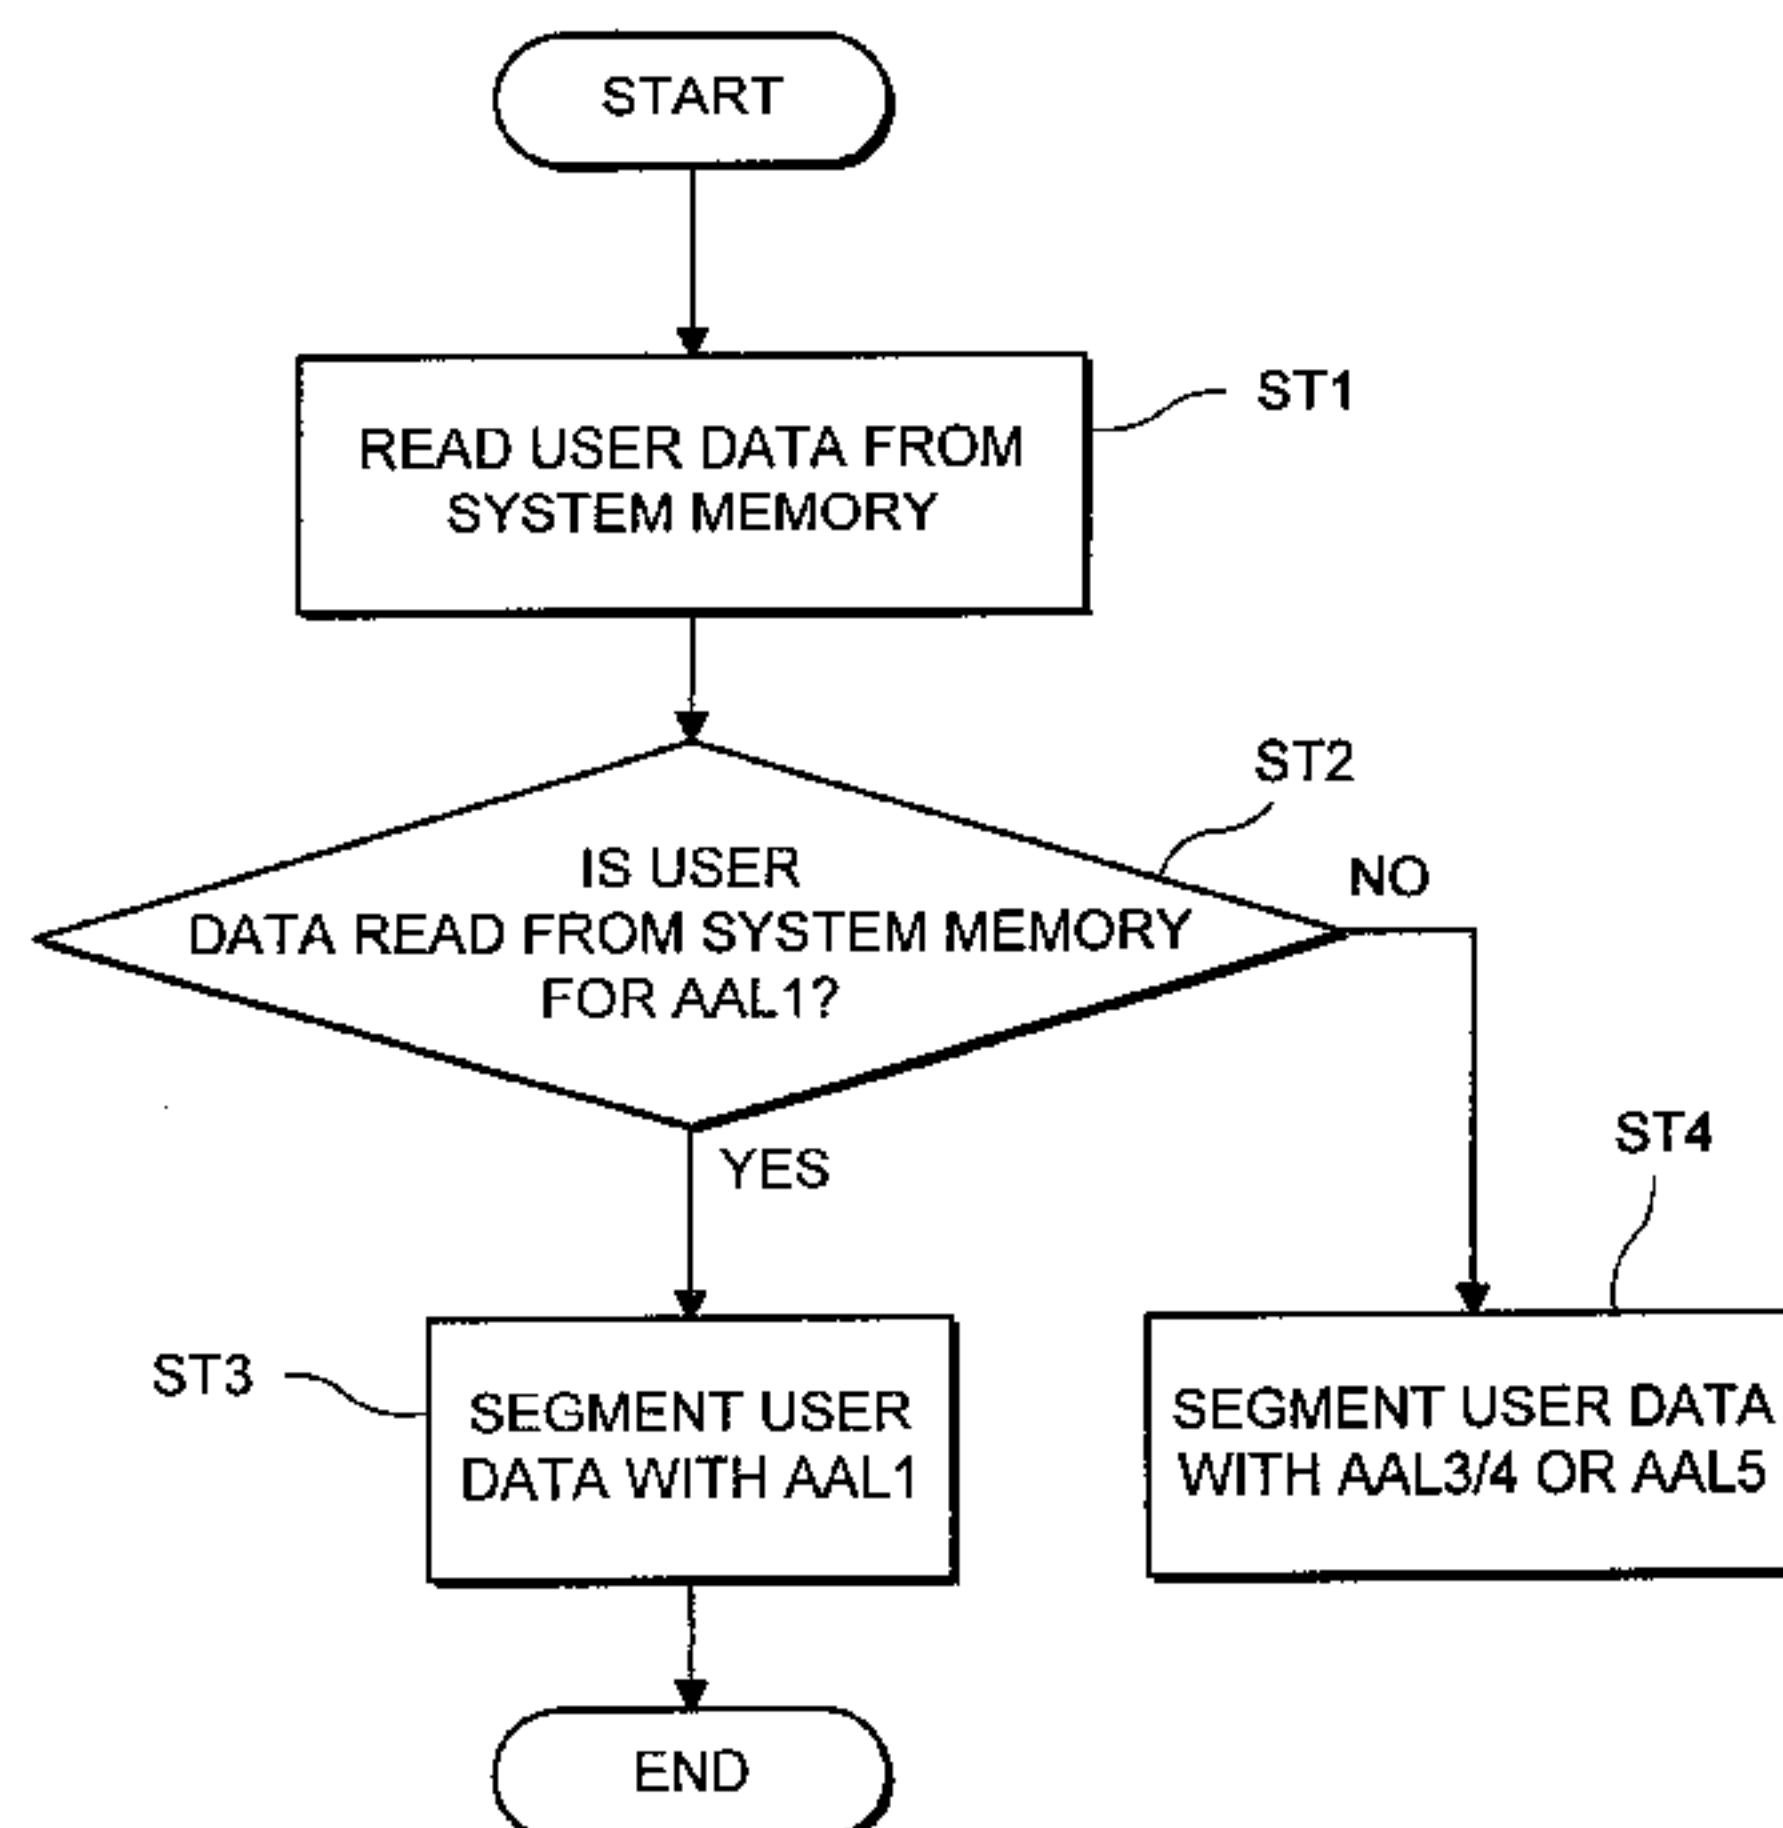 START
READ USER DATA FROM
SYSTEM MEMORY
ST1
ST2
IS USER
DATA READ FROM SYSTEM MEMORY
FOR AAL1?
NO
YES
ST4
ST3
SEGMENT USER
DATA WITH AAL1
SEGMENT USER DATA
WITH AAL3/4 OR AAL5
END